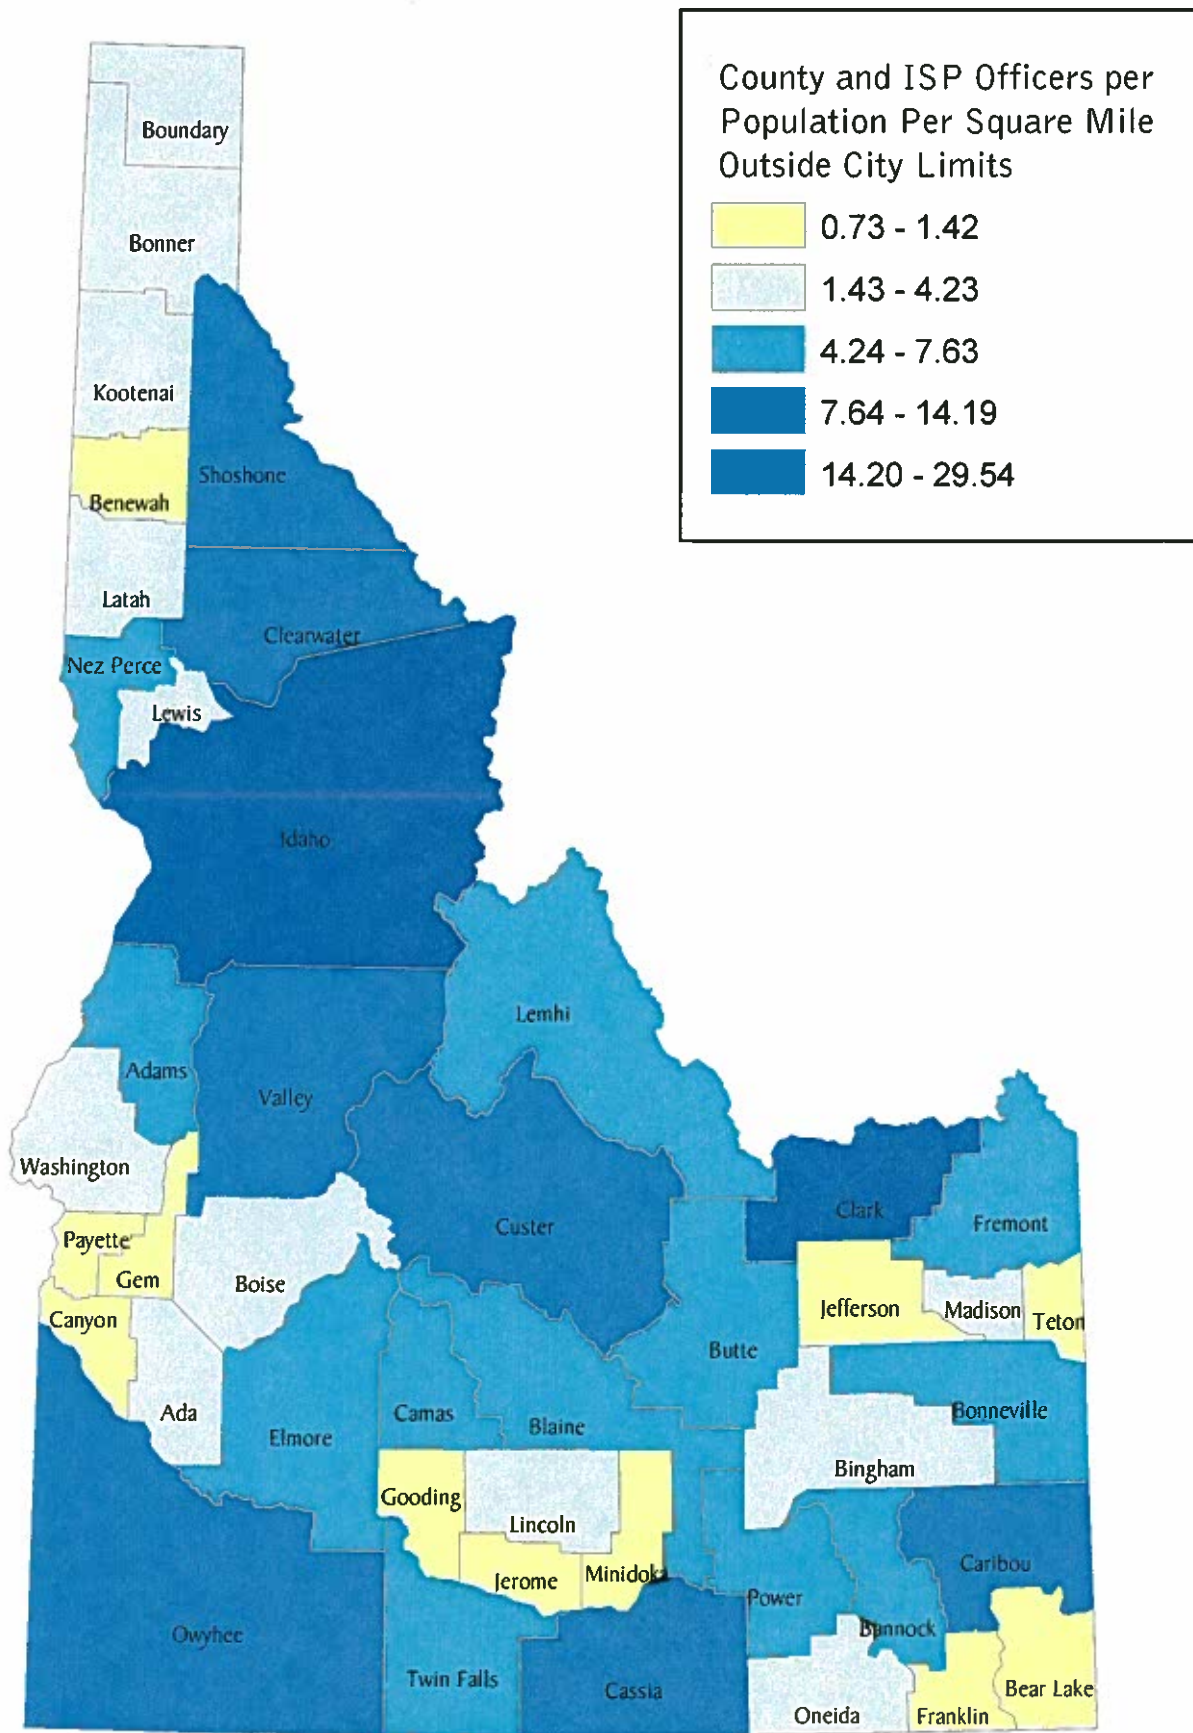 County and ISP Officers per
Population Per Square Mile
Outside City Limits
0.73 - 1.42
1.43 - 4.23
4.24 - 7.63
7.64 - 14.19
14.20 - 29.54
Boundary
Bonner
Kootenai
Shoshone
Benewah
Latah
Clearwater
Nez Perce
Lewis
Idaho
Lemhi
Adams
Valley
Washington
Clark
Custer
Fremont
Payette
Gem
Boise
Jefferson
Madison
Teton
Canyon
Butte
Ada
Camas
Blaine
Bonneville
Elmore
Bingham
Gooding
Lincoln
Caribou
Jerome
Minidoka
Power
Bannock
Owyhee
Twin Falls
Cassia
Bear Lake
Oneida
Franklin